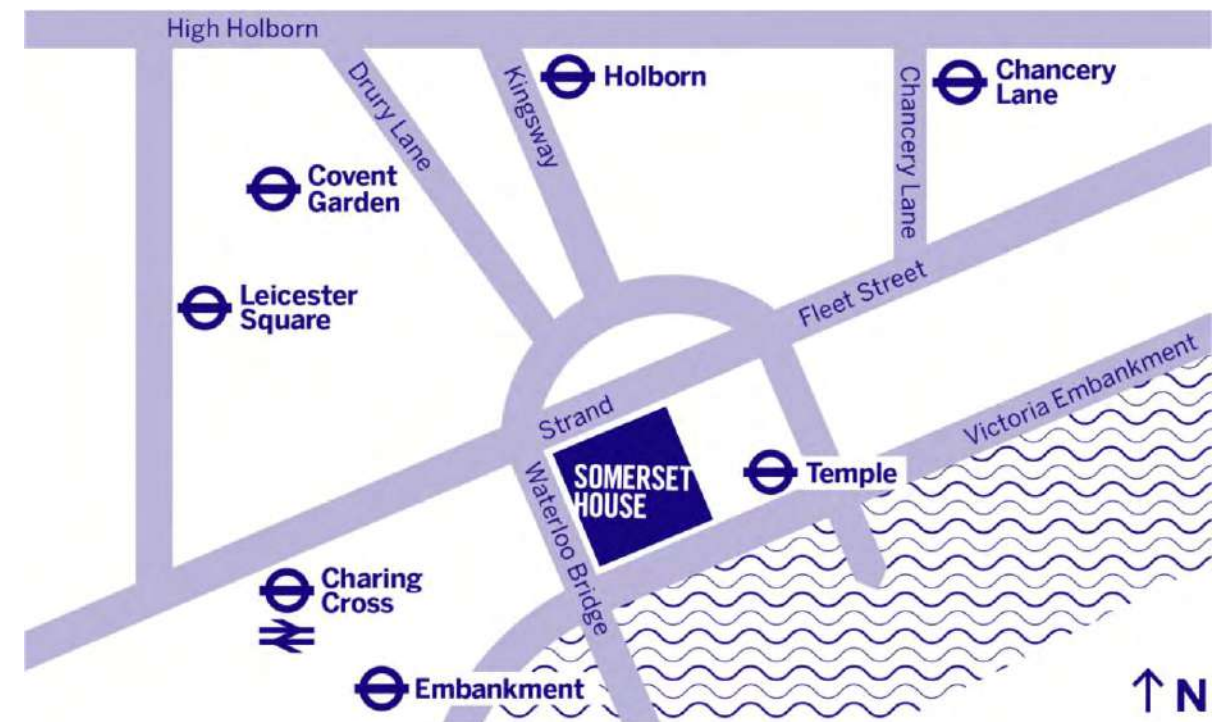 High Holborn
Drury Lane
Kingsway
Holborn
Chancery Lane
Chancery
Lane
Covent
Garden
Leicester
Square
Fleet Street
Strand
Victoria Embankment
SOMERSET
HOUSE
Temple
Waterloo Bridge
Charing
Cross
Embankment
N